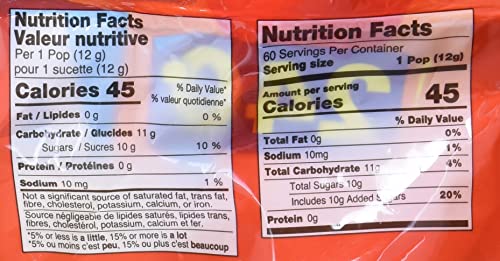 Nutrition Facts
Valeur nutritive
Per 1 Pop (12 g)
pour 1 sucette (12 g)
Calories 45
% Daily Value*
% valeur quotidienne*
Fat / Lipides 0 g 0 %
Carbohydrate / Glucides 11 g
Sugars / Sucres 10 g 10 %
Protein / Protéines 0 g
Sodium 10 mg 1 %
Not a significant source of saturated fat, trans fat,
fibre, cholesterol, potassium, calcium, or iron.
Source négligeable de lipides saturés, lipides trans,
fibres, cholestérol, potassium, calcium et fer.
*5% or less is a little, 15% or more is a lot
*5% ou moins c'est peu, 15% ou plus c'est beaucoup
Nutrition Facts
60 Servings Per Container
Serving size 1 Pop (12g)
Amount per serving
Calories 45
% Daily Value
Total Fat 0g 0%
Sodium 10mg 1%
Total Carbohydrate 11g 4%
Total Sugars 10g
Includes 10g Added Sugars 20%
Protein 0g